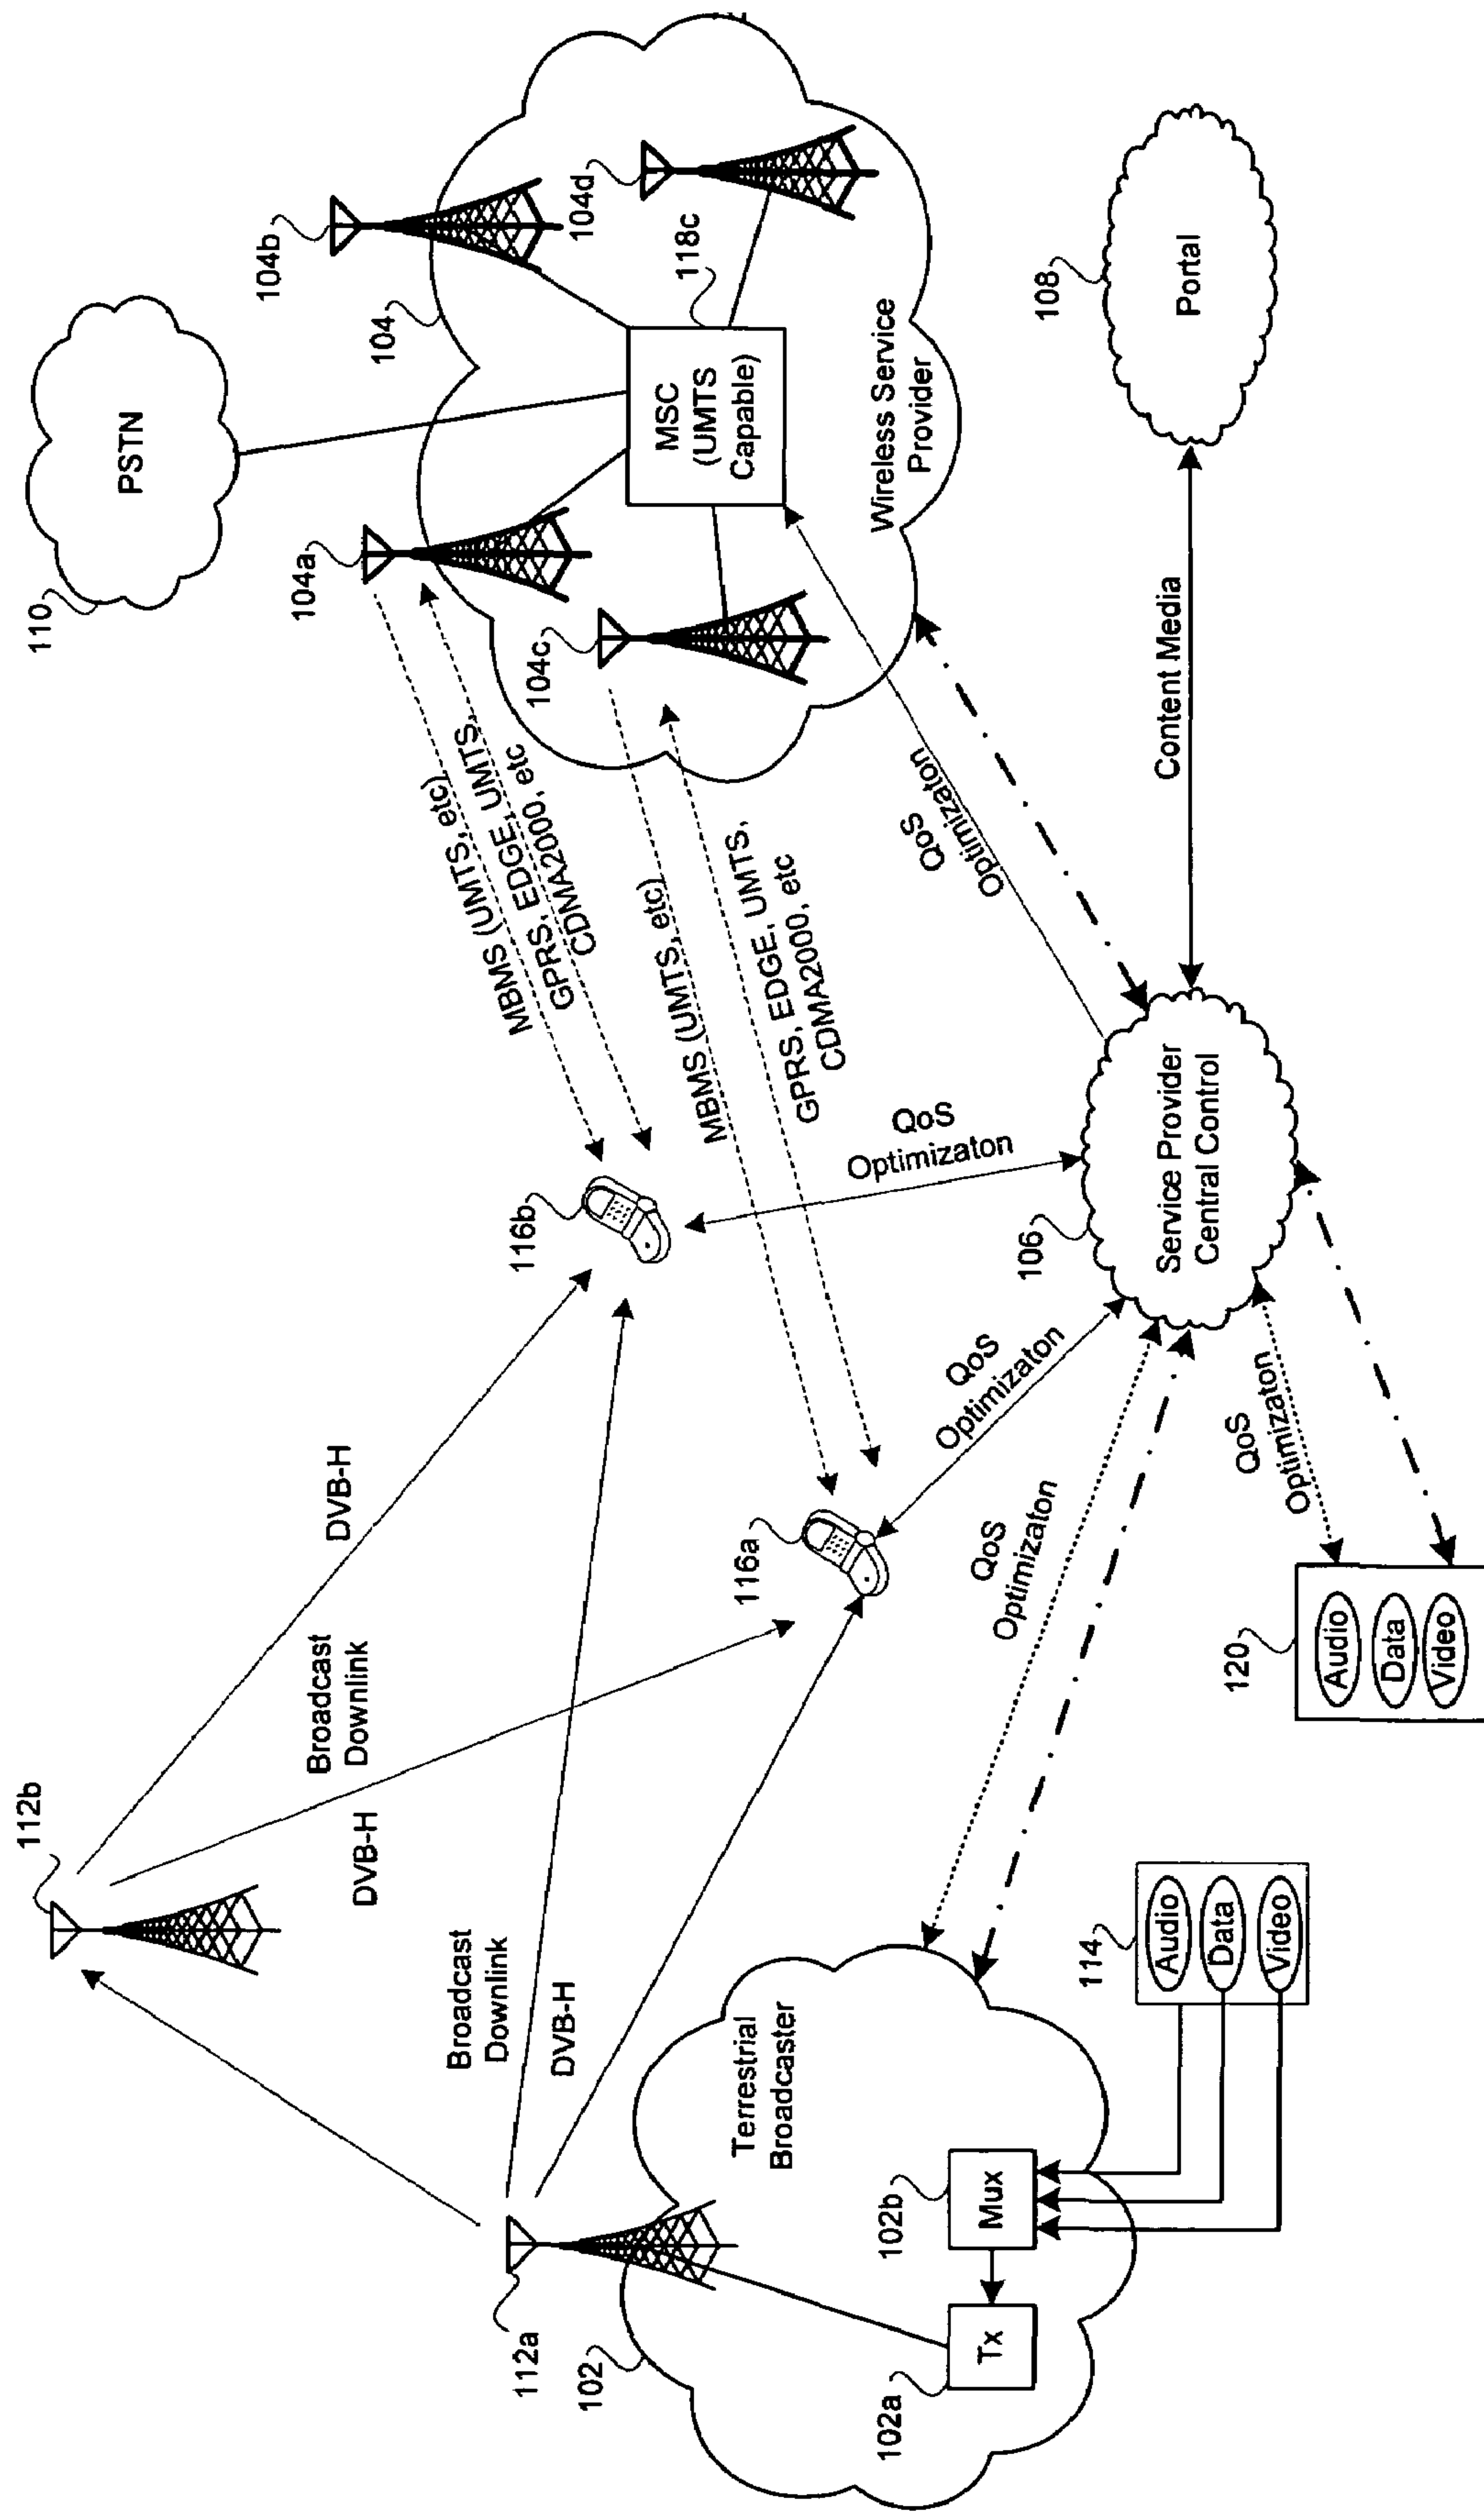 110
PSTN
104b
104
104a
104d
118c
MSC
(UMTS
Capable)
104c
Wireless Service
Provider
108
Portal
Content Media
MBMS (UMTS, etc)
GPRS, EDGE, UMTS,
CDMA2000, etc
MBMS (UMTS, etc)
GPRS, EDGE, UMTS,
CDMA2000, etc
QoS
Optimizaton
116b
QoS
Optimizaton
106
Service Provider
Central Control
112b
DVB-H
Broadcast
Downlink
DVB-H
116a
QoS
Optimizaton
QoS
Optimizaton
QoS
Optimizaton
120
Audio
Data
Video
112a
Broadcast
Downlink
DVB-H
102
Terrestrial
Broadcaster
102a
Tx
102b
Mux
114
Audio
Data
Video